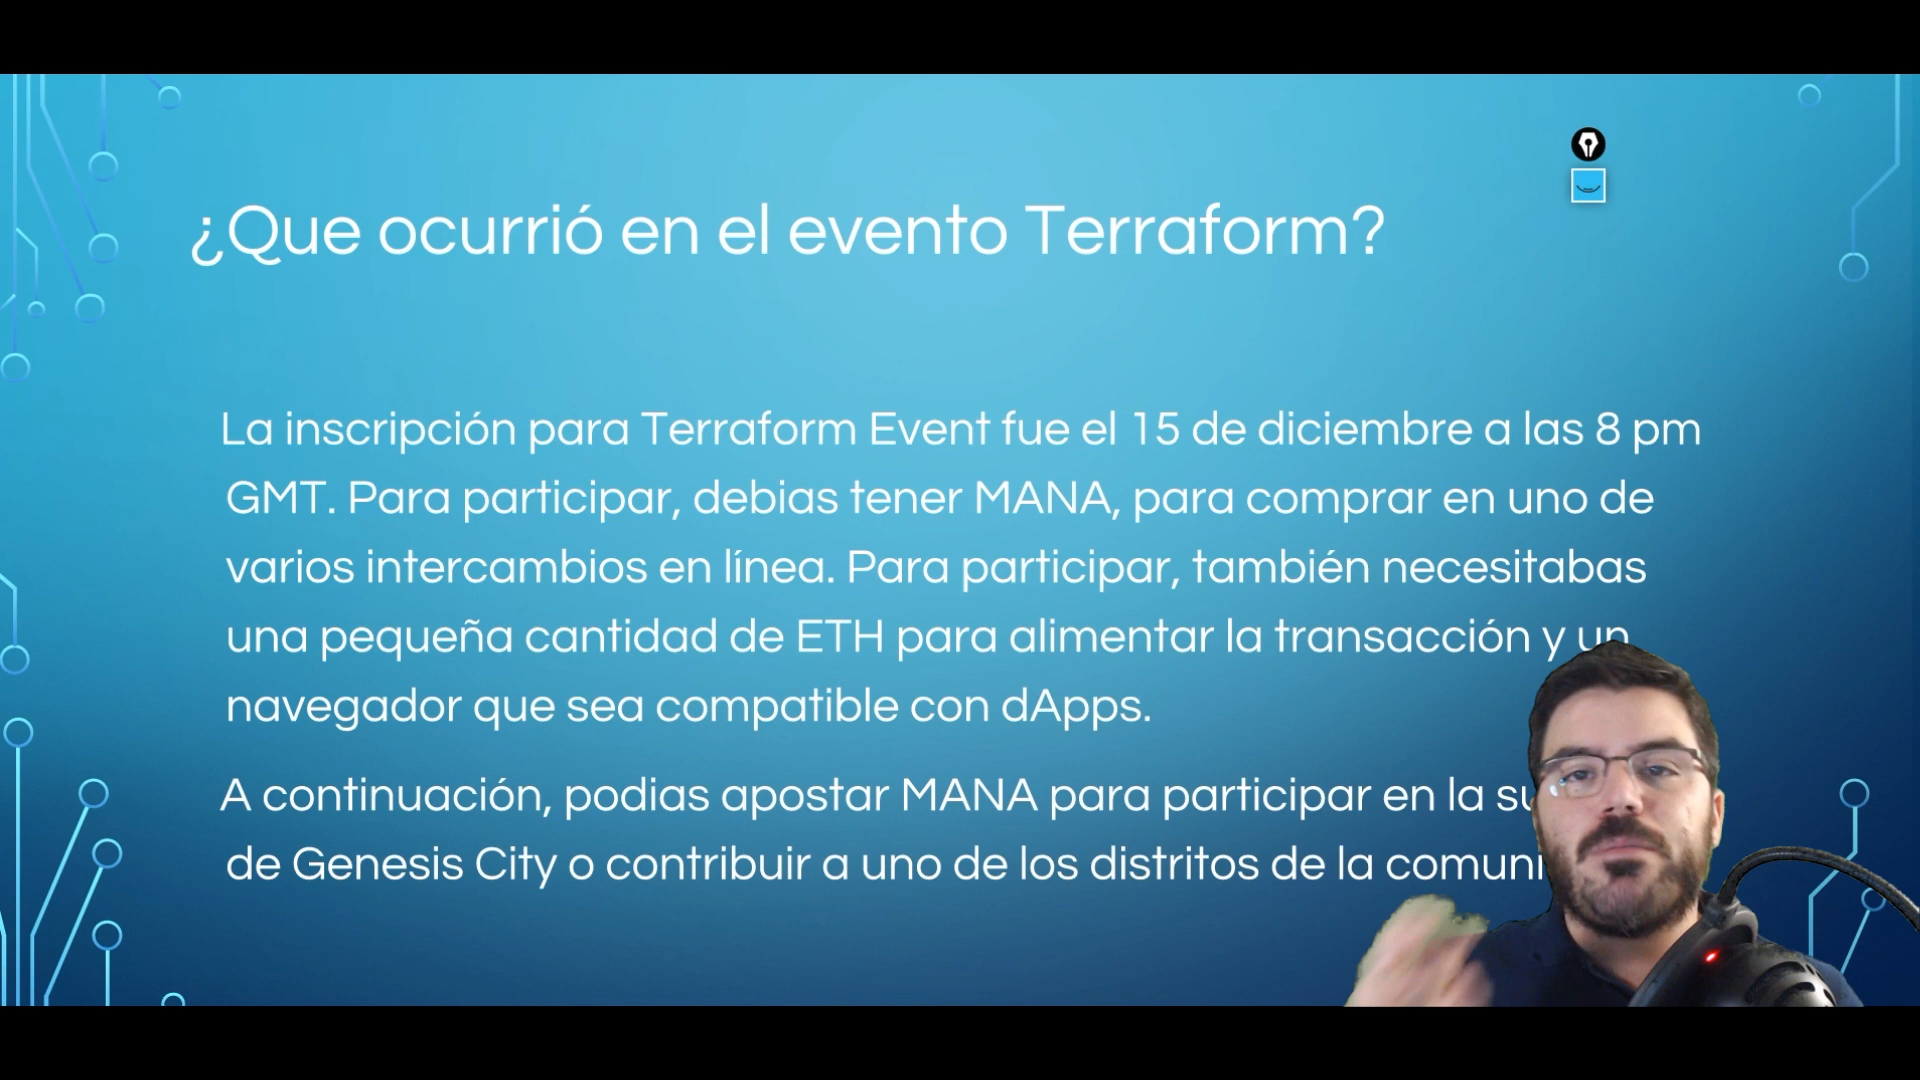 ¿Que ocurrió en el evento Terraform?
La inscripción para Terraform Event fue el 15 de diciembre a las 8 pm
GMT. Para participar, debias tener MANA, para comprar en uno de
varios intercambios en línea. Para participar, también necesitabas
una pequeña cantidad de ETH para alimentar la transacción y un
navegador que sea compatible con dApps.
A continuación, podias apostar MANA para participar en la
de Genesis City o contribuir a uno de los distritos de la